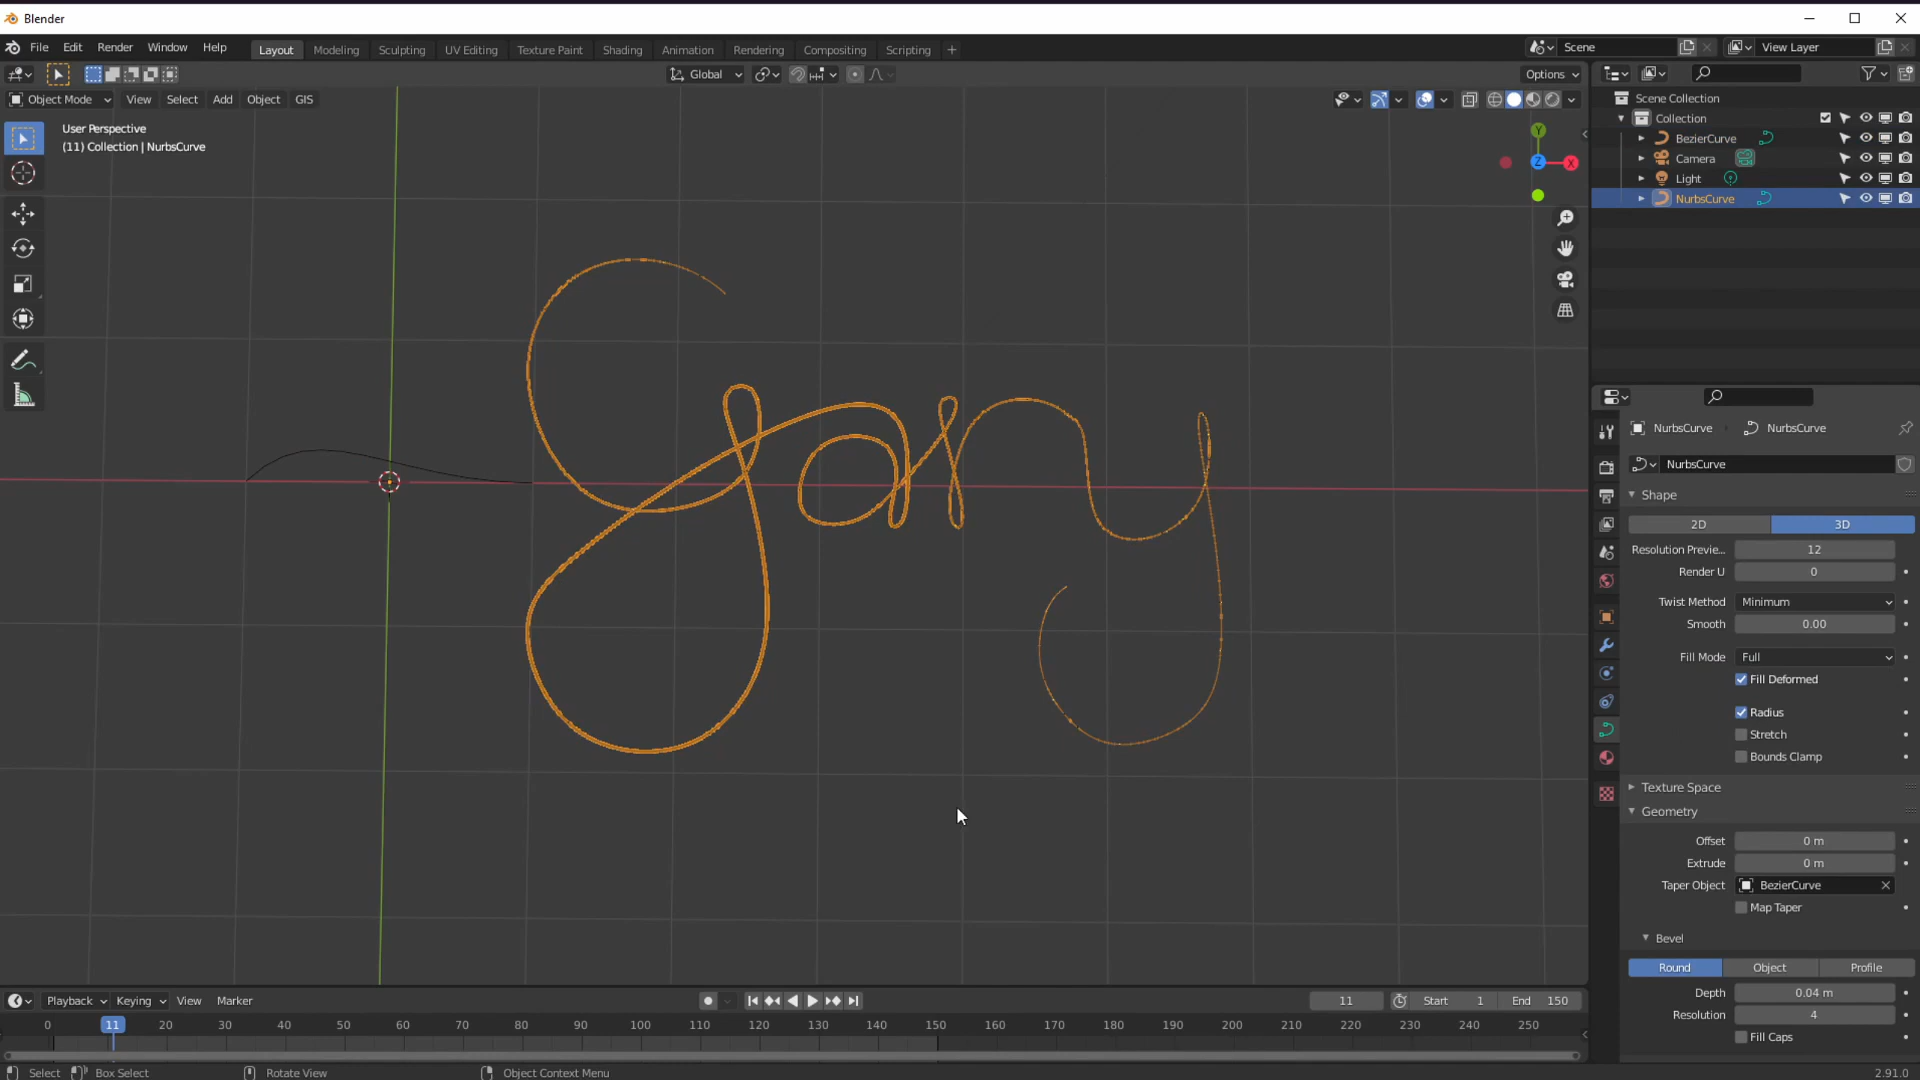 Blender
File Edit Render Window Help Layout Modeling Sculpting UV Editing Texture Paint Shading Animation Rendering Compositing Scripting + Scene View Layer
Global Options
Object Mode View Select Add Object GIS
User Perspective
(11) Collection | NurbsCurve
Y
Z X
Gary
Scene Collection
Collection
BezierCurve
Camera
Light
NurbsCurve
NurbsCurve NurbsCurve
NurbsCurve
Shape
2D 3D
Resolution Previe... 12
Render U 0
Twist Method Minimum
Smooth 0.00
Fill Mode Full
Fill Deformed
Radius
Stretch
Bounds Clamp
Texture Space
Geometry
Offset 0 m
Extrude 0 m
Taper Object BezierCurve
Map Taper
Bevel
Round Object Profile
Depth 0.04 m
Resolution 4
Fill Caps
Playback Keying View Marker 11 Start 1 End 150
0 11 20 30 40 50 60 70 80 90 100 110 120 130 140 150 160 170 180 190 200 210 220 230 240 250
Select Box Select Rotate View Object Context Menu 2.91.0